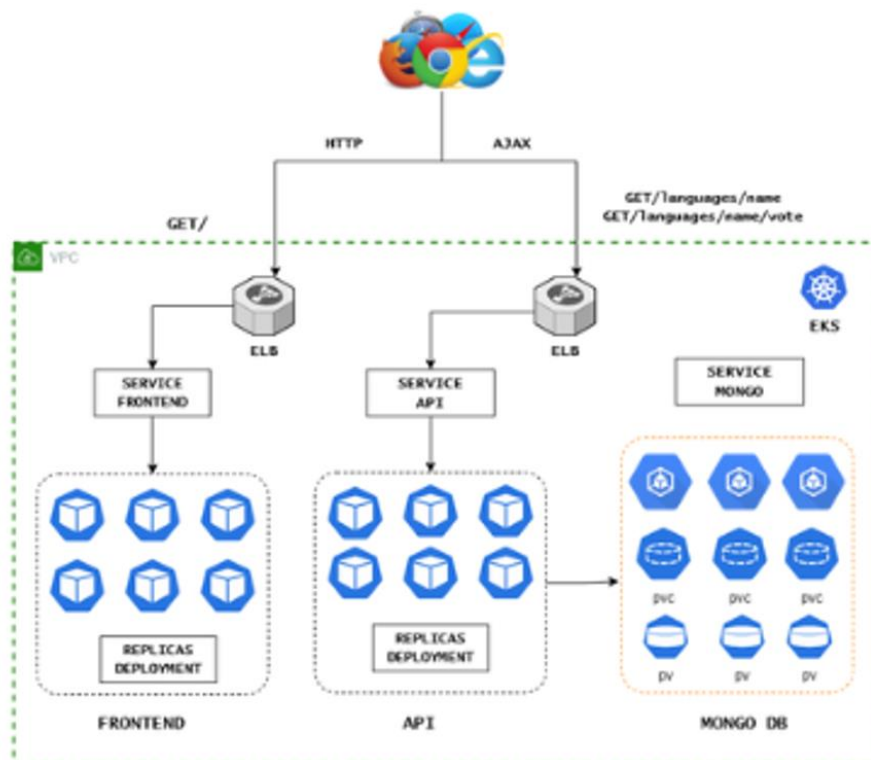 HTTP
AJAX
GET/languages/name
GET/languages/name/vote
GET/
VPC
ELB
ELB
EKS
SERVICE
FRONTEND
SERVICE
API
SERVICE
MONGO
pvc
pvc
pvc
REPLICAS
DEPLOYMENT
REPLICAS
DEPLOYMENT
pv
pv
pv
FRONTEND
API
MONGO DB